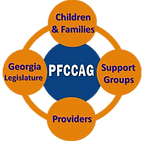 Children
& Families
Georgia
Legislature
PFCCAG
Support
Groups
Providers